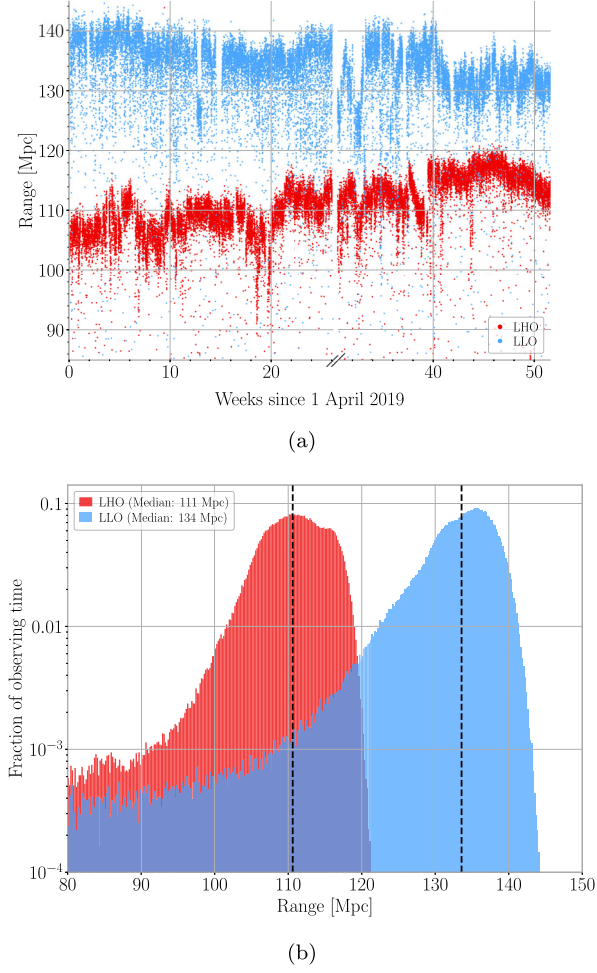 140
130
120
110
100
90
Range [Mpc]
LHO
LLO
0
10
20
40
50
Weeks since 1 April 2019
(a)
LHO (Median: 111 Mpc)
LLO (Median: 134 Mpc)
0.1
0.01
10⁻³
10⁻⁴
Fraction of observing time
80
90
100
110
120
130
140
150
Range [Mpc]
(b)